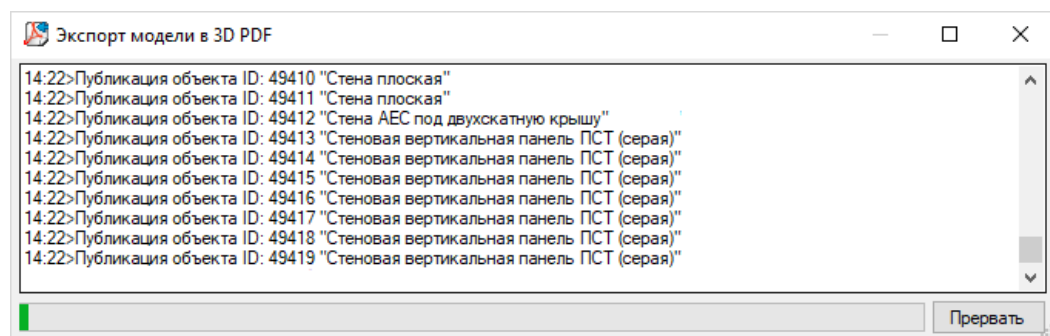 Экспорт модели в 3D PDF
14:22>Публикация объекта ID: 49410 "Стена плоская"
14:22>Публикация объекта ID: 49411 "Стена плоская"
14:22>Публикация объекта ID: 49412 "Стена АЕС под двухскатную крышу"
14:22>Публикация объекта ID: 49413 "Стеновая вертикальная панель ПСТ (серая)"
14:22>Публикация объекта ID: 49414 "Стеновая вертикальная панель ПСТ (серая)"
14:22>Публикация объекта ID: 49415 "Стеновая вертикальная панель ПСТ (серая)"
14:22>Публикация объекта ID: 49416 "Стеновая вертикальная панель ПСТ (серая)"
14:22>Публикация объекта ID: 49417 "Стеновая вертикальная панель ПСТ (серая)"
14:22>Публикация объекта ID: 49418 "Стеновая вертикальная панель ПСТ (серая)"
14:22>Публикация объекта ID: 49419 "Стеновая вертикальная панель ПСТ (серая)"
Прервать